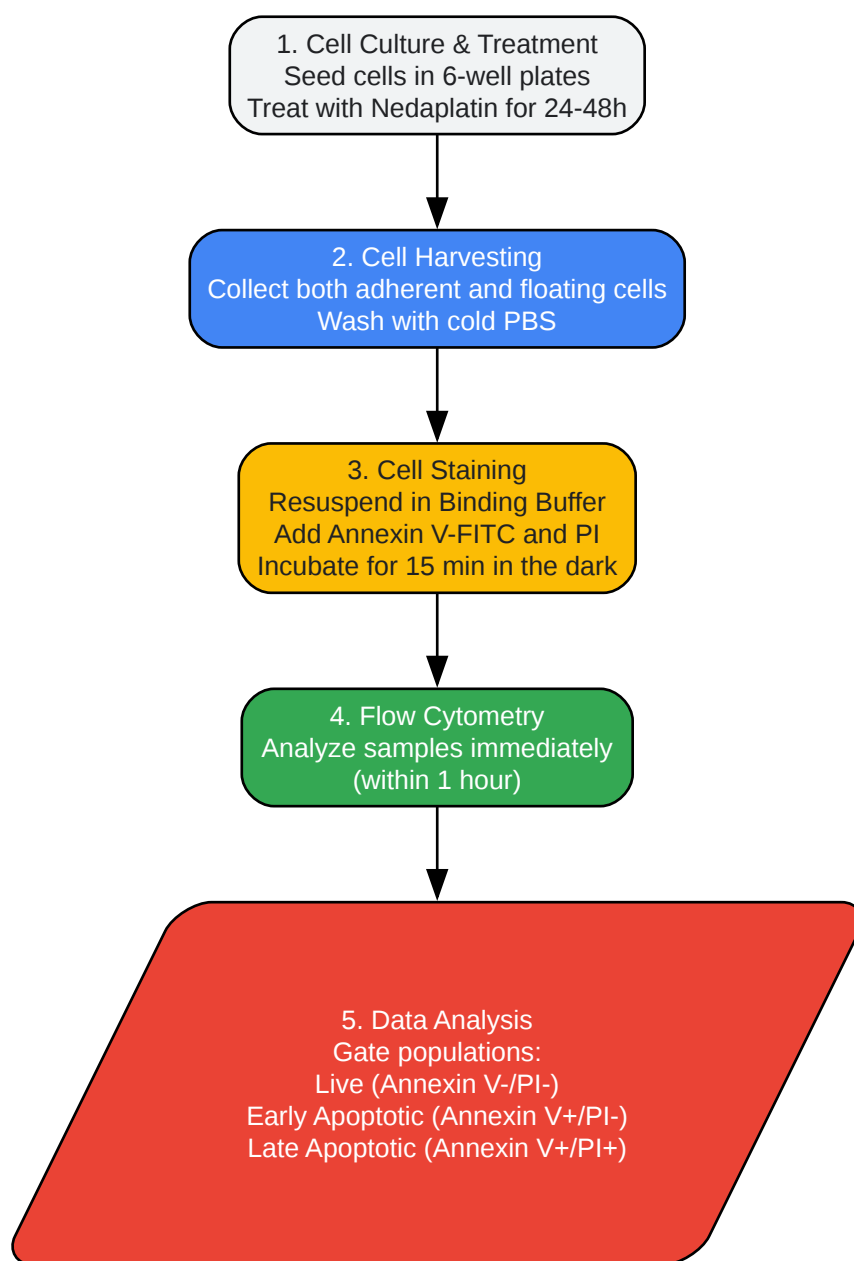 1. Cell Culture & Treatment
Seed cells in 6-well plates
Treat with Nedaplatin for 24-48h
2. Cell Harvesting
Collect both adherent and floating cells
Wash with cold PBS
3. Cell Staining
Resuspend in Binding Buffer
Add Annexin V-FITC and PI
Incubate for 15 min in the dark
4. Flow Cytometry
Analyze samples immediately
(within 1 hour)
5. Data Analysis
Gate populations:
Live (Annexin V-/PI-)
Early Apoptotic (Annexin V+/PI-)
Late Apoptotic (Annexin V+/PI+)